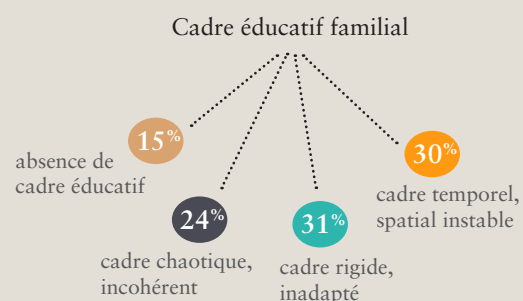 Cadre éducatif familial
15%
absence de
cadre éducatif
24%
cadre chaotique,
incohérent
31%
cadre rigide,
inadapté
30%
cadre temporel,
spatial instable